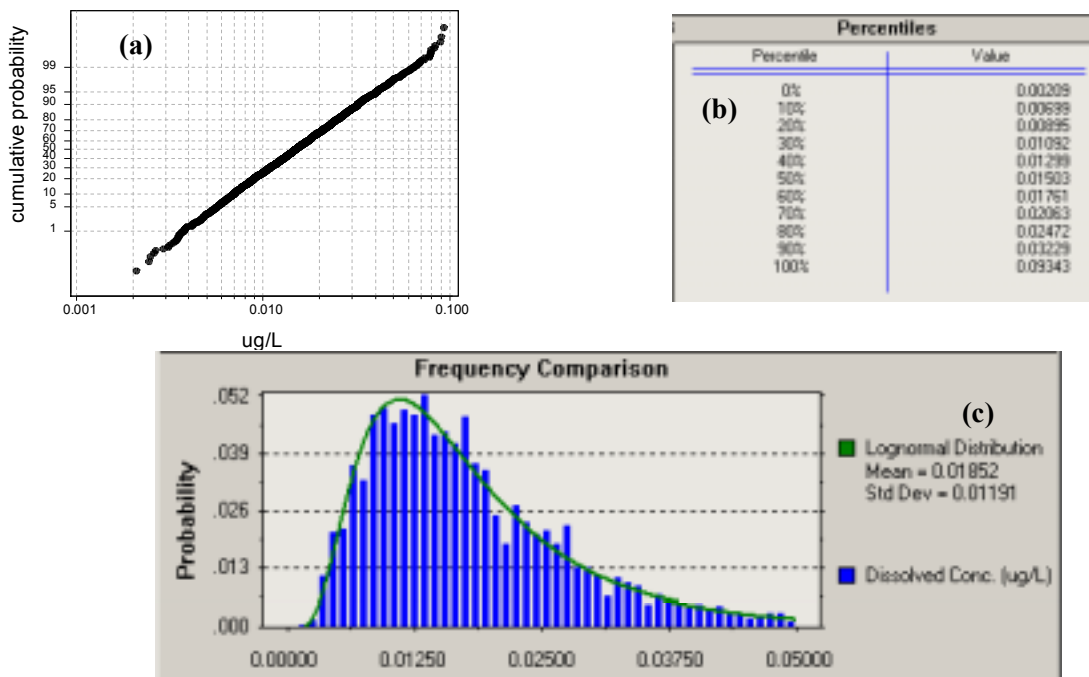 (a)
cumulative probability
99
95
90
80
70
60
50
40
30
20
10
5
1
0.001
0.010
0.100
ug/L
Percentiles
(b)
Percentile Value
0% 0.00209
10% 0.00699
20% 0.00895
30% 0.01092
40% 0.01299
50% 0.01503
60% 0.01761
70% 0.02063
80% 0.02472
90% 0.03229
100% 0.09343
Frequency Comparison
(c)
Probability
.052
.039
.026
.013
.000
0.00000
0.01250
0.02500
0.03750
0.05000
Lognormal Distribution
Mean = 0.01852
Std Dev = 0.01191
Dissolved Conc. (ug/L)